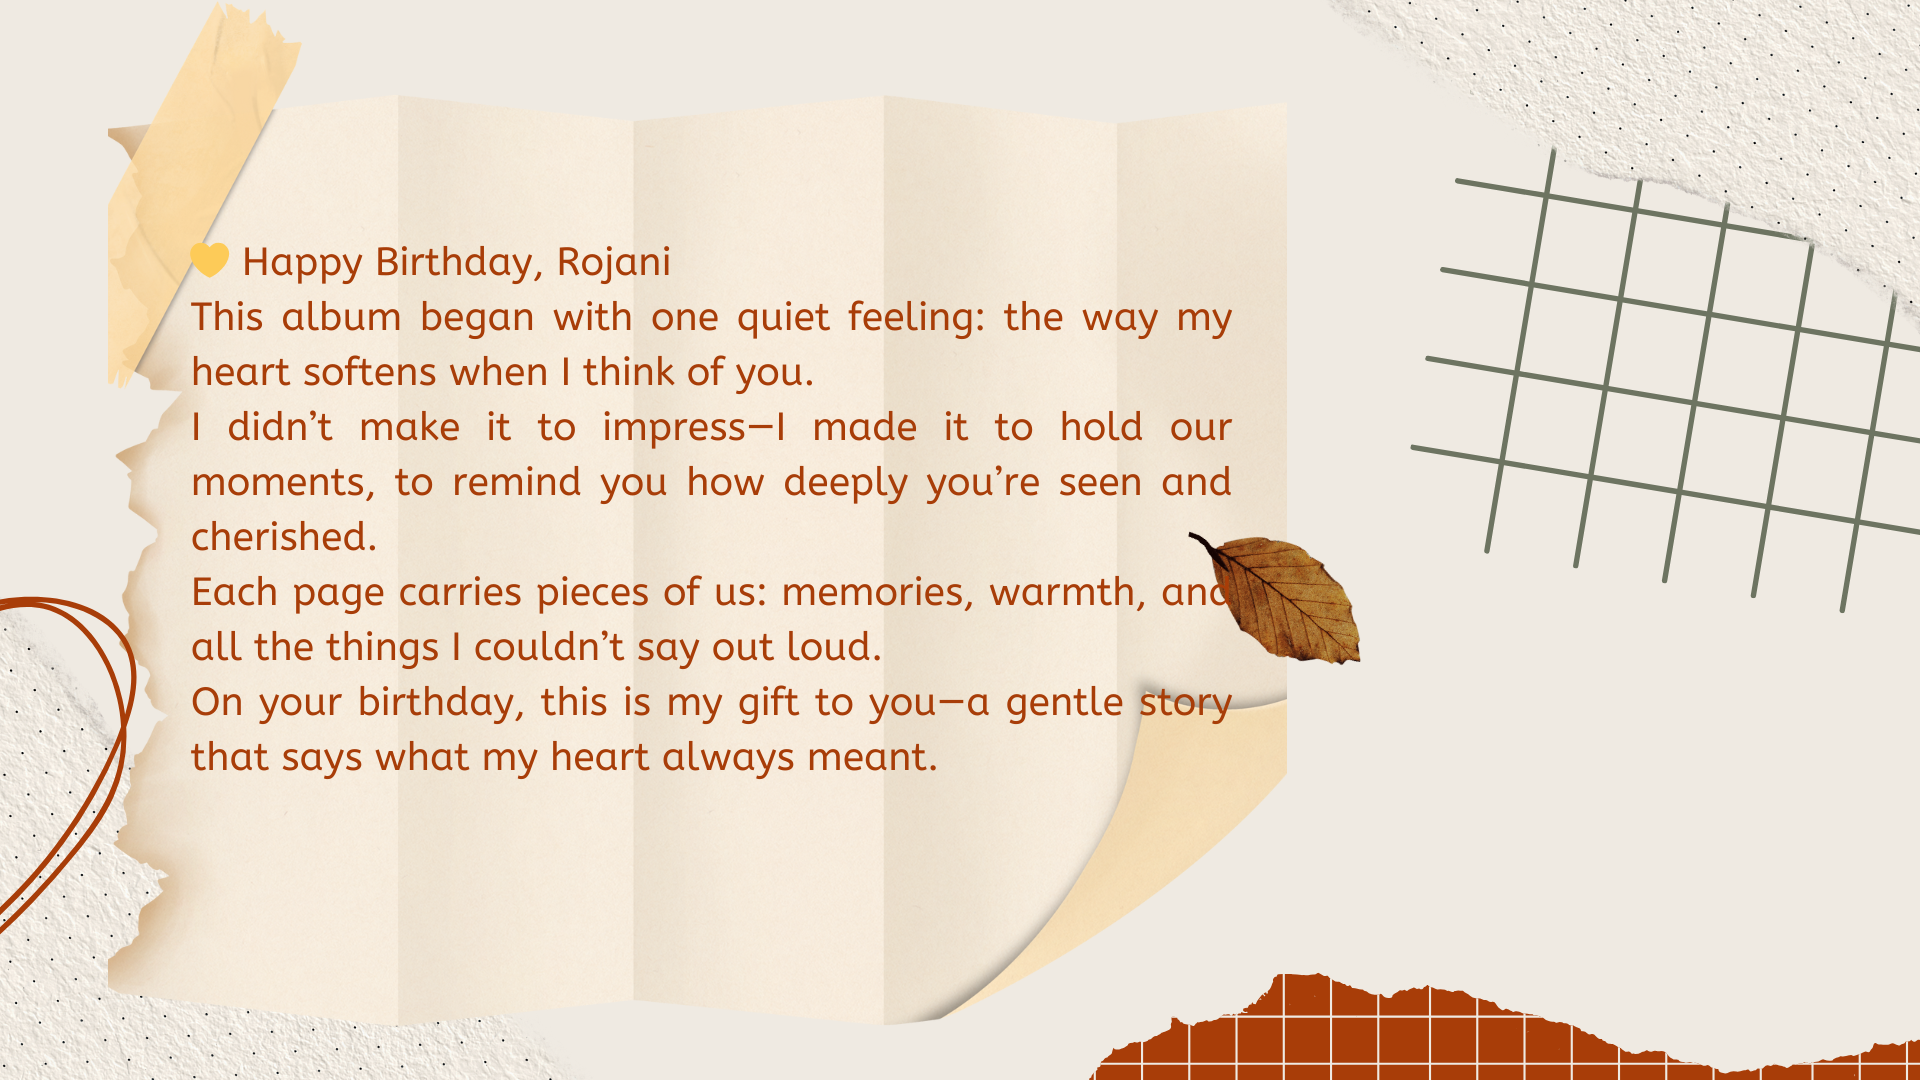 💛 Happy Birthday, Rojani
This album began with one quiet feeling: the way my
heart softens when I think of you.
I didn’t make it to impress—I made it to hold our
moments, to remind you how deeply you’re seen and
cherished.
Each page carries pieces of us: memories, warmth, and
all the things I couldn’t say out loud.
On your birthday, this is my gift to you—a gentle story
that says what my heart always meant.